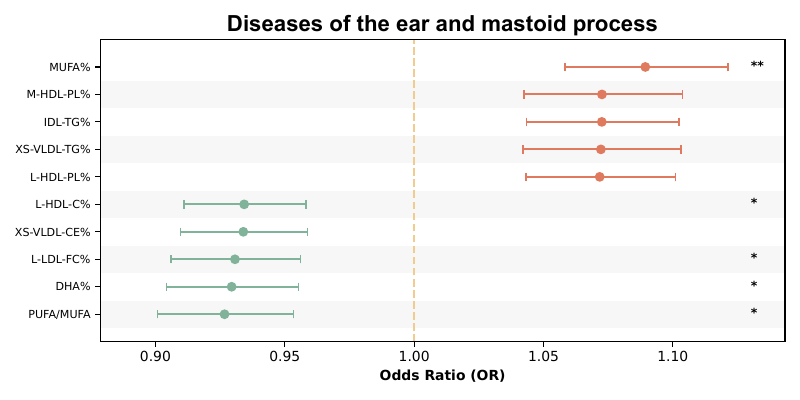 Diseases of the ear and mastoid process
MUFA% **
M-HDL-PL%
IDL-TG%
XS-VLDL-TG%
L-HDL-PL%
L-HDL-C% *
XS-VLDL-CE%
L-LDL-FC% *
DHA% *
PUFA/MUFA *
0.90 0.95 1.00 1.05 1.10
Odds Ratio (OR)